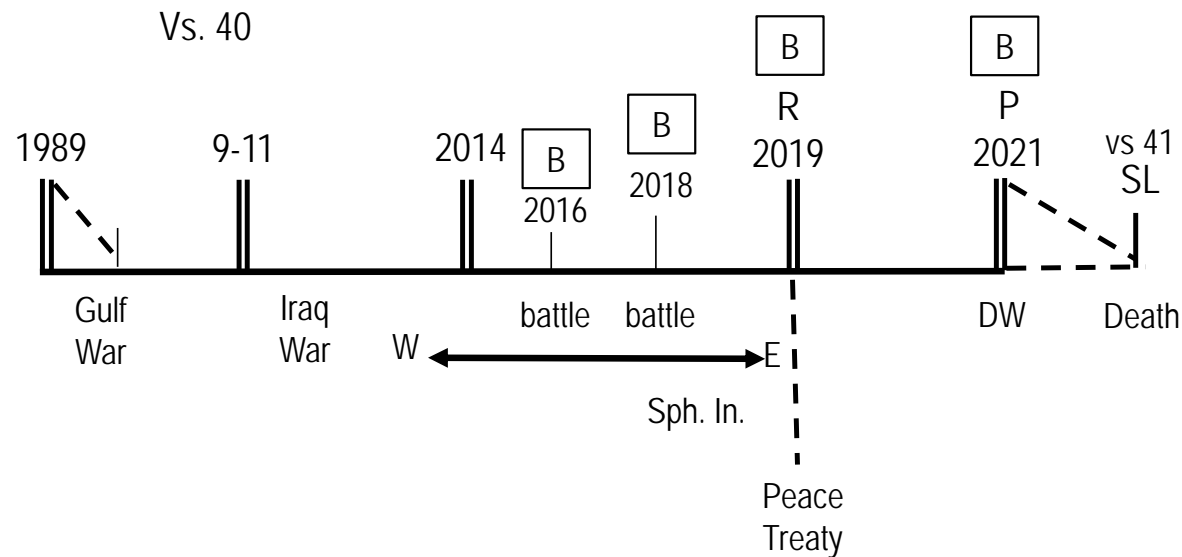 Vs. 40
B
B
R
P
B
1989
9-11
2014
B
2018
2019
2021
vs 41
SL
2016
Gulf
War
Iraq
War
battle
battle
DW
Death
W
E
Sph. In.
Peace
Treaty